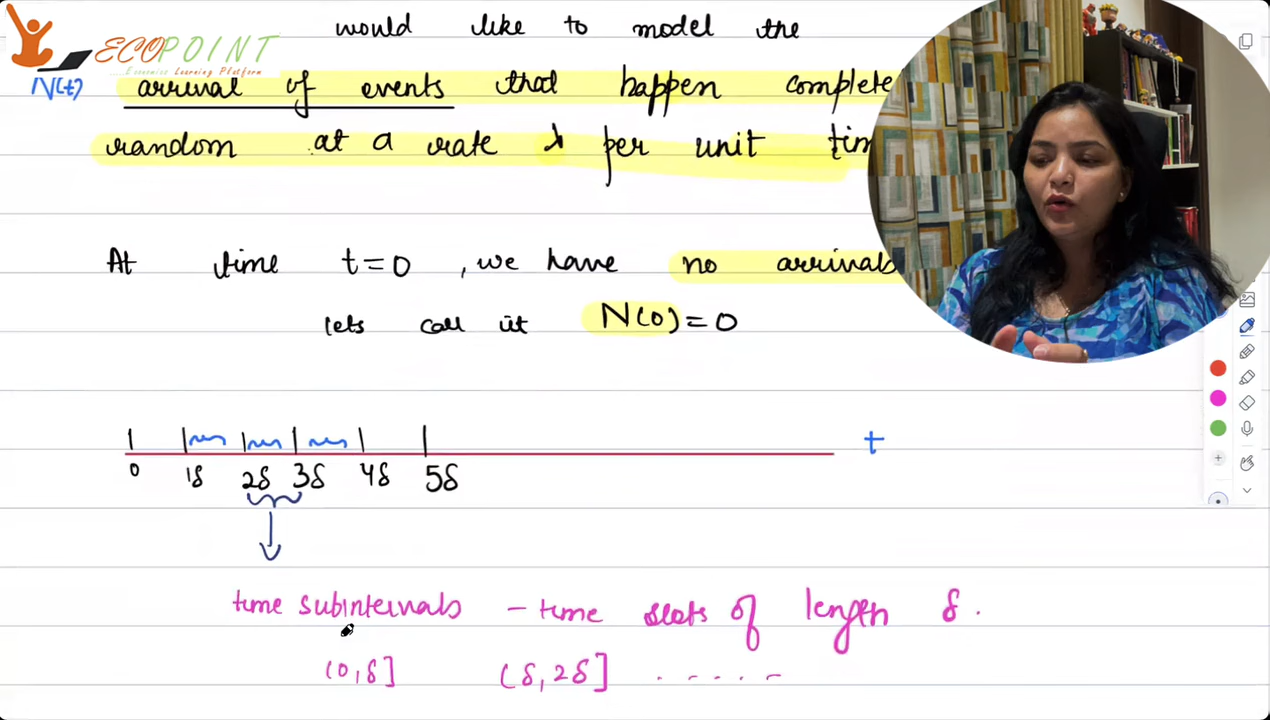 would like to model the
ECOPOINT
....Economics Learning Platform
N(t) arrival of events that happen complete
random at a rate λ per unit tim
At time t=0 , we have no arrivals
lets call it N(0) = 0
t
0 1δ 2δ 3δ 4δ 5δ
time subintervals – time slots of length δ.
(0,δ] (δ,2δ] ......